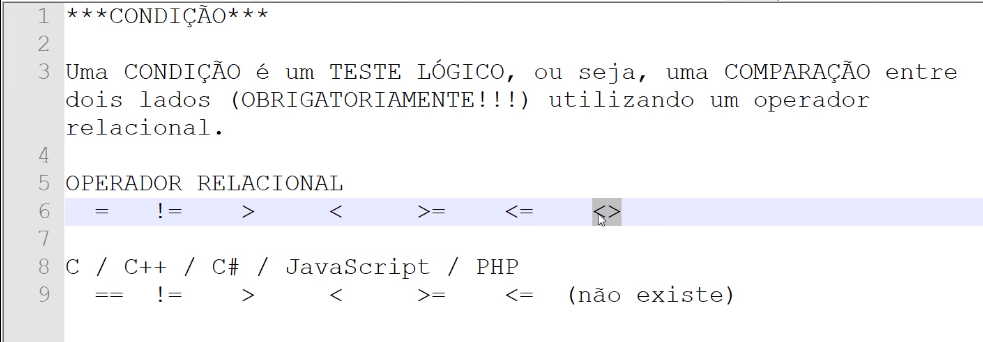 1 ***CONDIÇÃO***
2
3 Uma CONDIÇÃO é um TESTE LÓGICO, ou seja, uma COMPARAÇÃO entre
dois lados (OBRIGATORIAMENTE!!!) utilizando um operador
relacional.
4
5 OPERADOR RELACIONAL
6 = != > < >= <= <>
7
8 C / C++ / C# / JavaScript / PHP
9 == != > < >= <= (não existe)